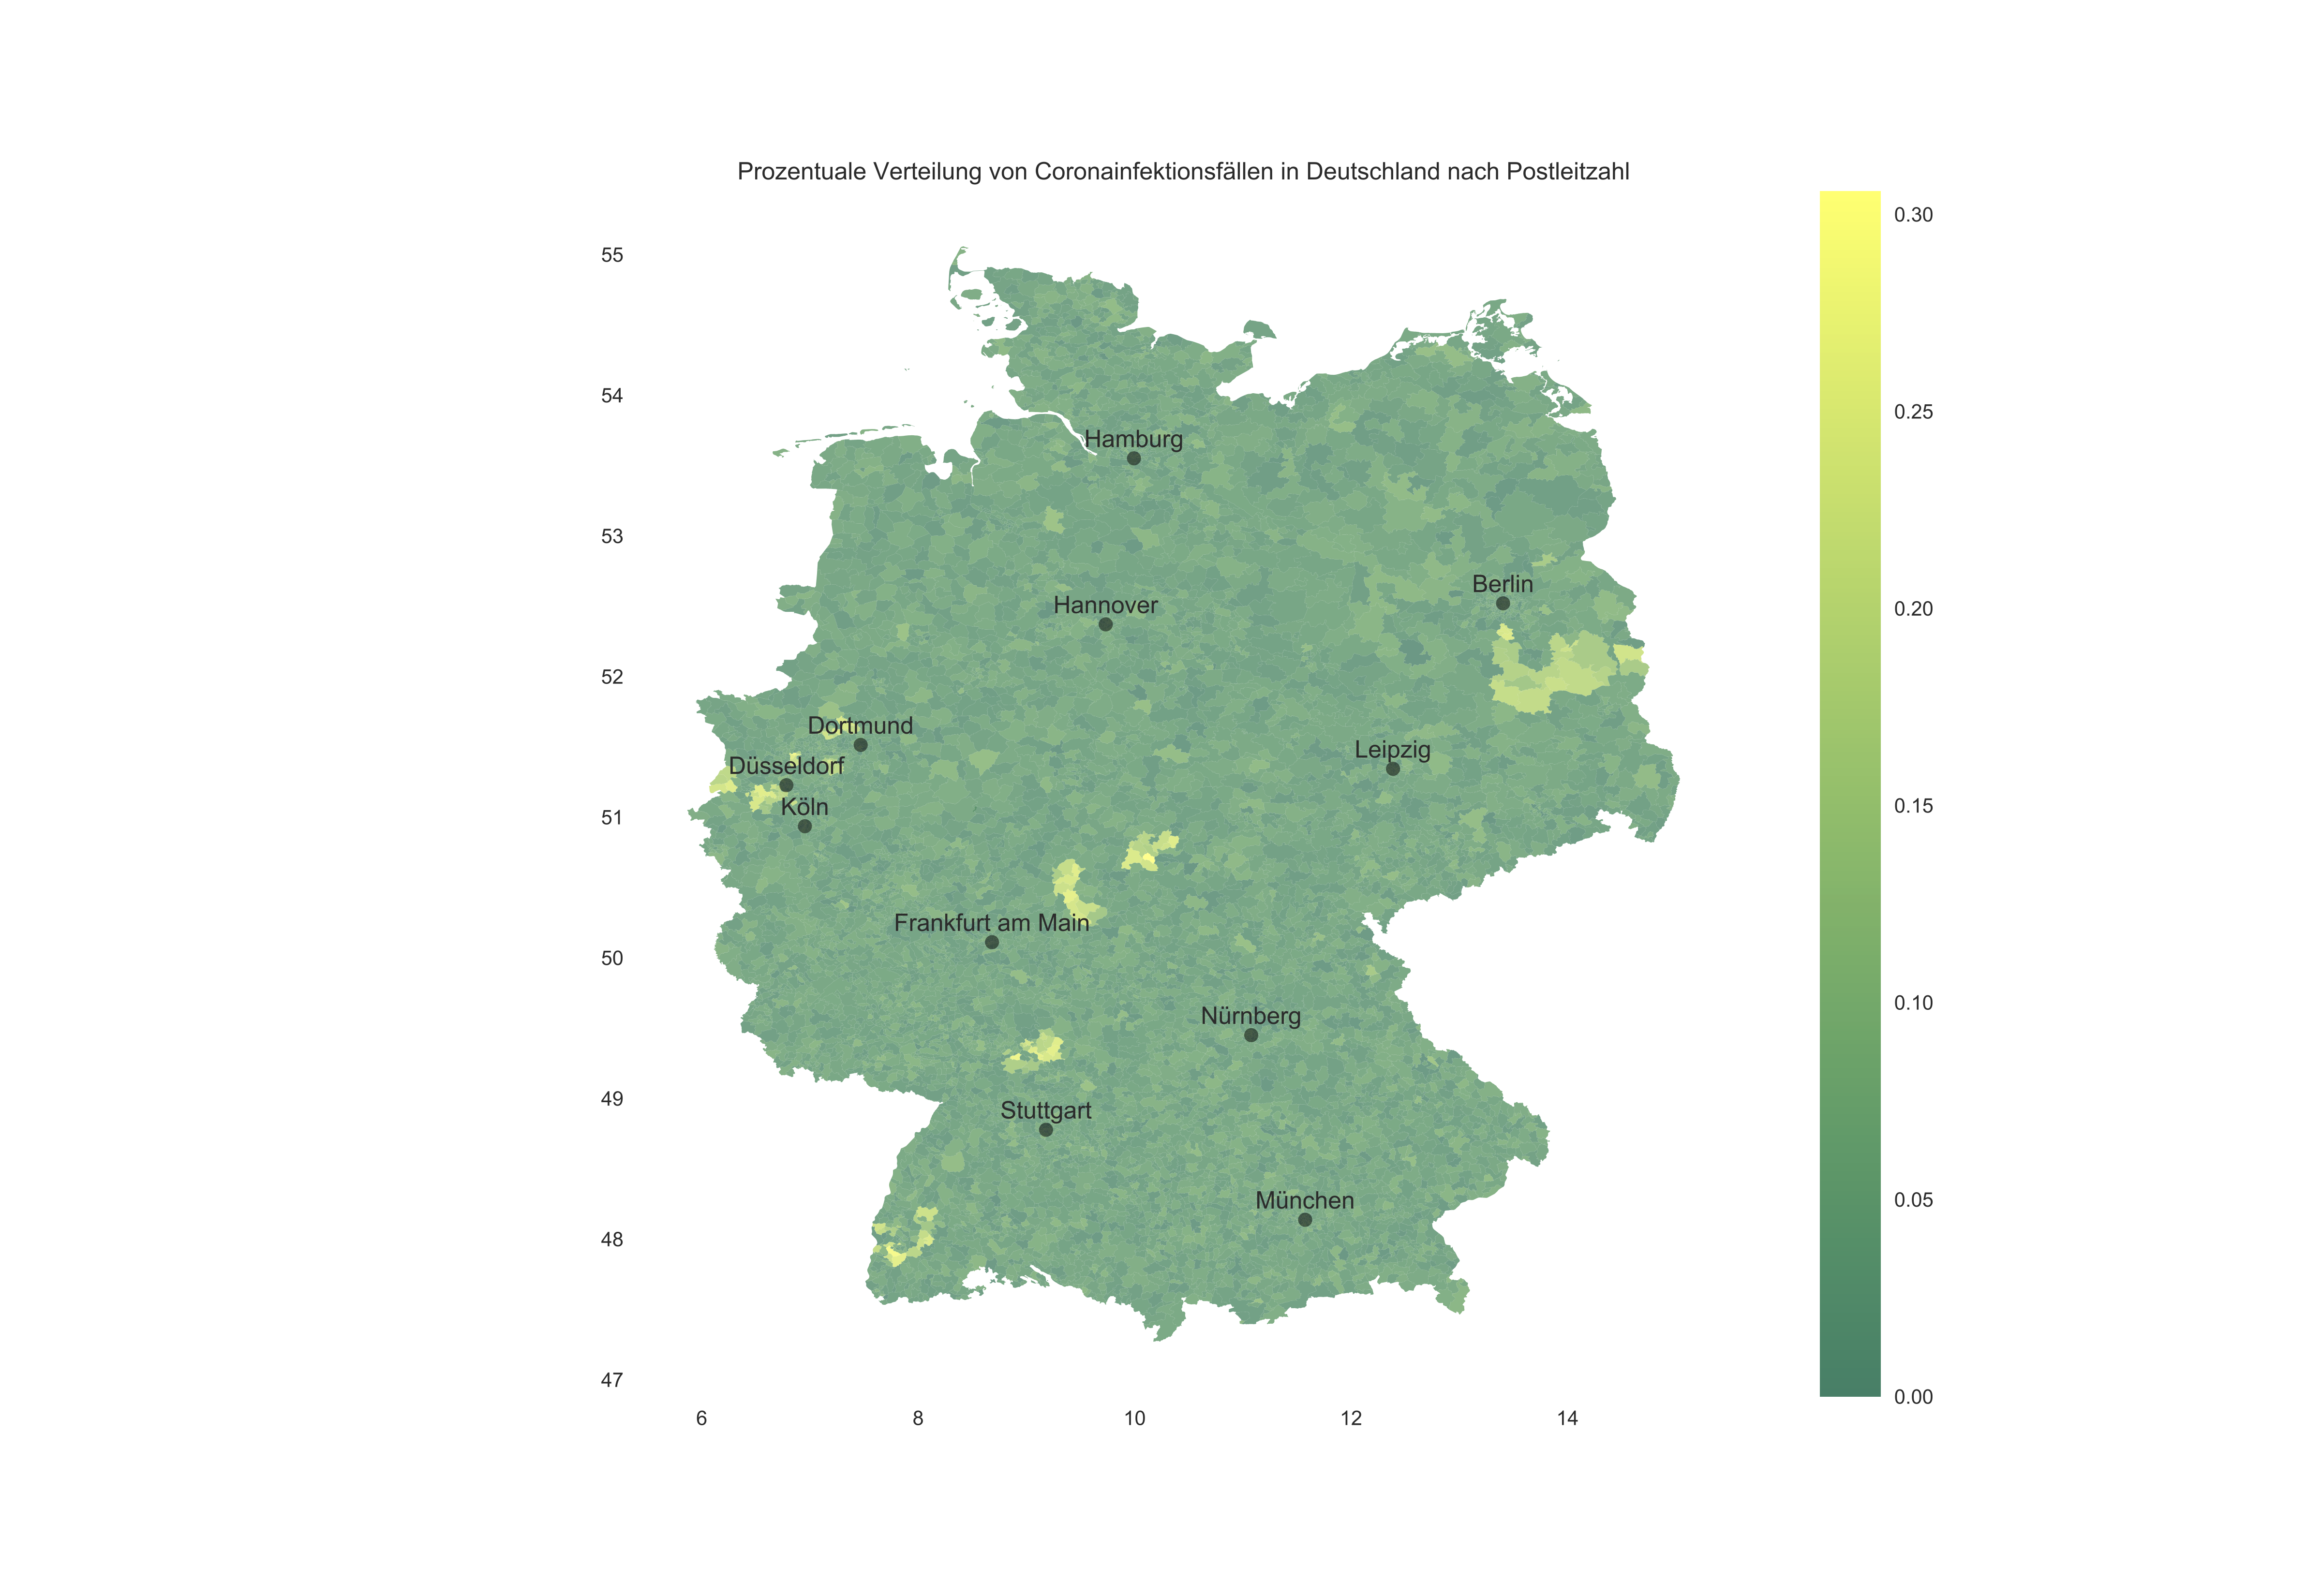 Prozentuale Verteilung von Coronainfektionsfällen in Deutschland nach Postleitzahl
0.30
55
0.25
54
Hamburg
53
Berlin
Hannover
0.20
52
Dortmund
Leipzig
Düsseldorf
51
Köln
0.15
Frankfurt am Main
50
0.10
Nürnberg
49
Stuttgart
0.05
München
48
47
0.00
6 8 10 12 14